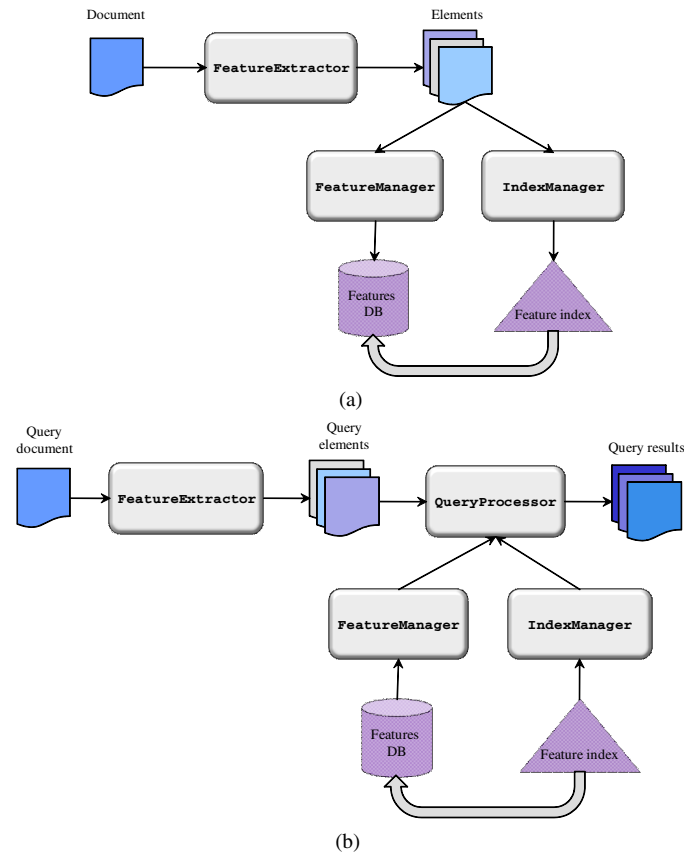 Document
Elements
FeatureExtractor
FeatureManager
IndexManager
Features
DB
Feature index
(a)
Query
document
Query
elements
Query results
FeatureExtractor
QueryProcessor
FeatureManager
IndexManager
Features
DB
Feature index
(b)